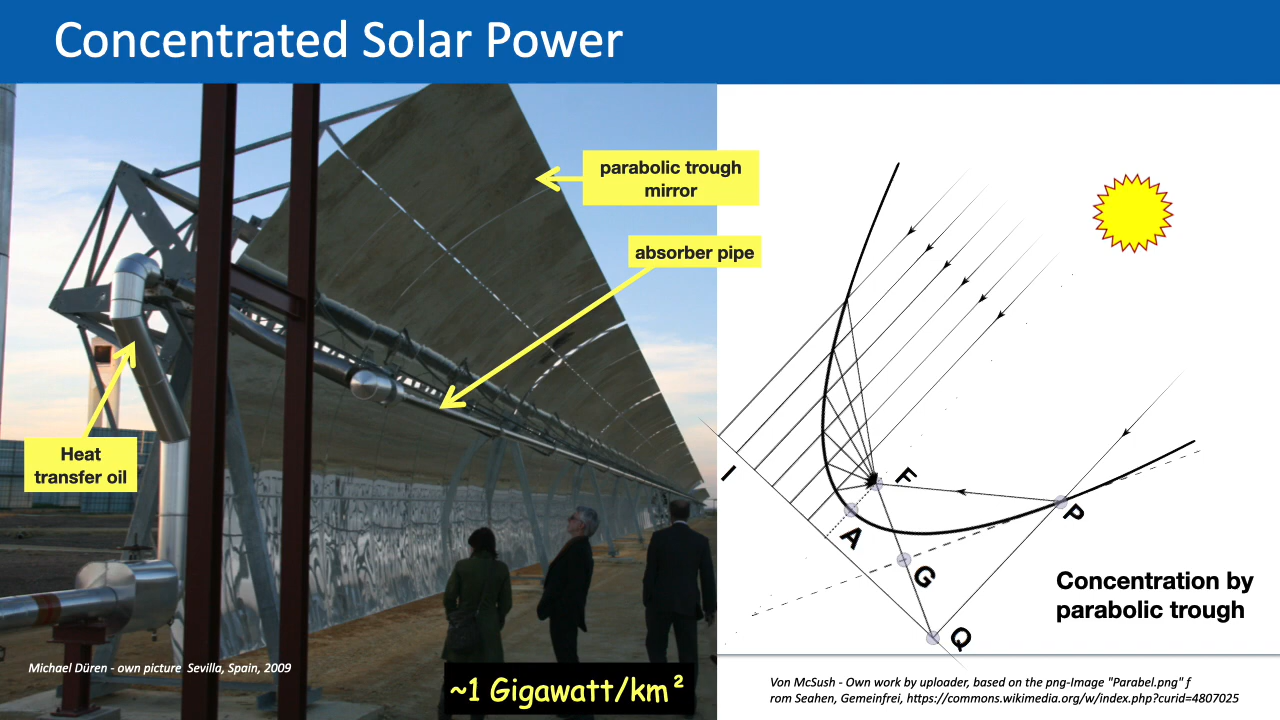 Concentrated Solar Power
parabolic trough
mirror
absorber pipe
Heat
transfer oil
l
F
A
P
G
Q
Concentration by
parabolic trough
Michael Düren - own picture  Sevilla, Spain, 2009
~1 Gigawatt/km²
Von McSush - Own work by uploader, based on the png-Image "Parabel.png" f
rom Seahen, Gemeinfrei, https://commons.wikimedia.org/w/index.php?curid=4807025